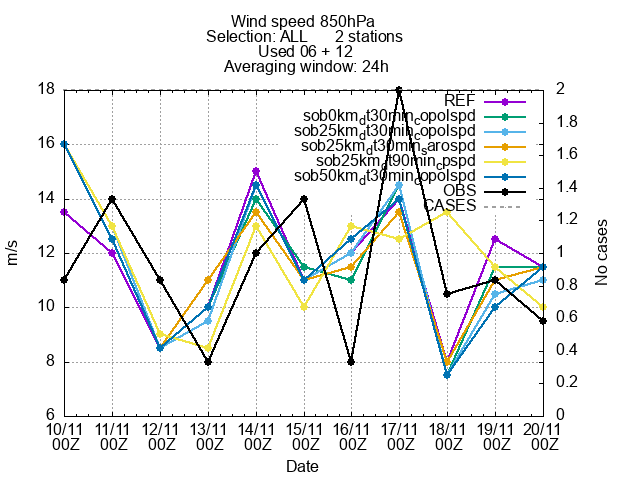 Wind speed 850hPa
Selection: ALL 2 stations
Used 06 + 12
Averaging window: 24h
18
16
14
12
10
8
6
m/s
2
1.8
1.6
1.4
1.2
1
0.8
0.6
0.4
0.2
0
No cases
REF
sob0km_dt30min_copolspd
sob25km_dt30min_copolspd
sob25km_dt30min_sarospd
sob25km_dt90min_cpspd
sob50km_dt30min_copolspd
OBS
CASES
10/11 11/11 12/11 13/11 14/11 15/11 16/11 17/11 18/11 19/11 20/11
00Z 00Z 00Z 00Z 00Z 00Z 00Z 00Z 00Z 00Z 00Z
Date